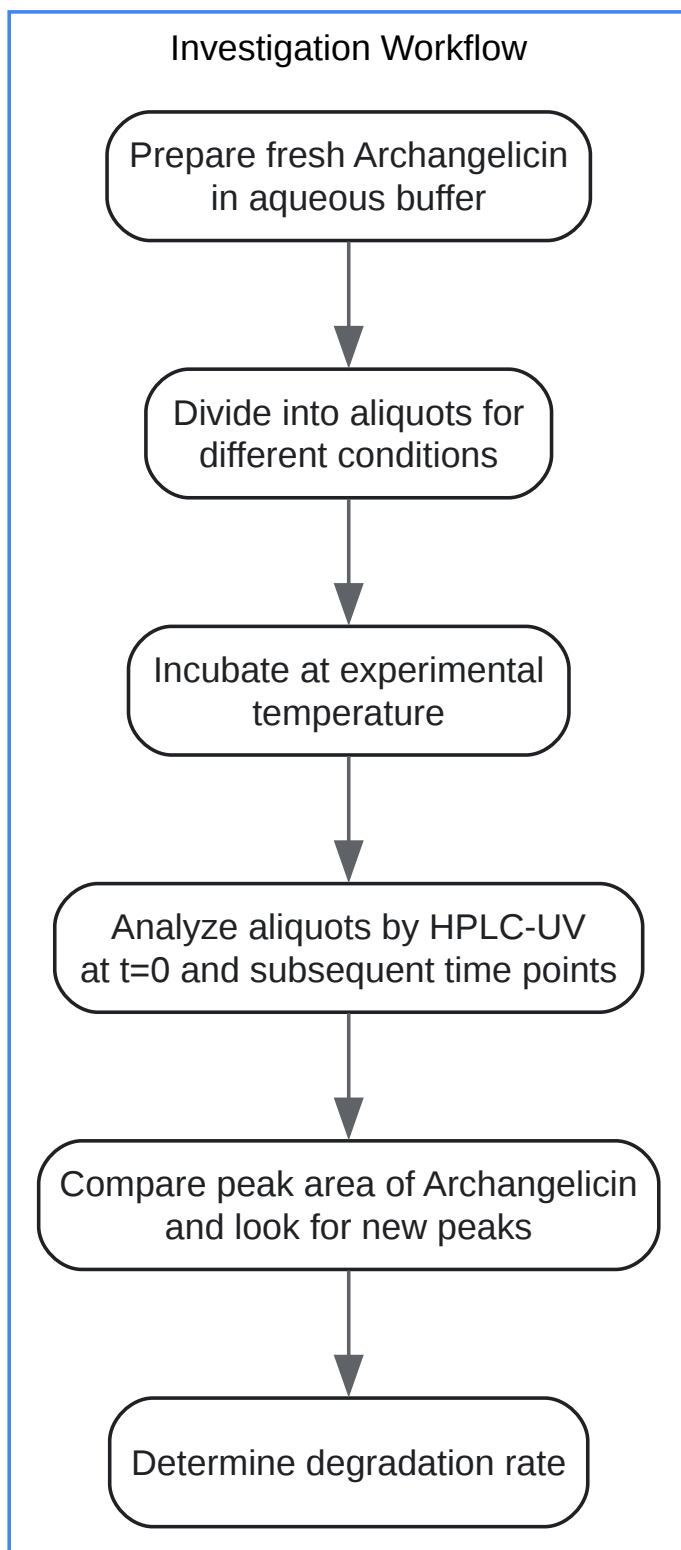 Investigation Workflow
Prepare fresh Archangelicin
in aqueous buffer
Divide into aliquots for
different conditions
Incubate at experimental
temperature
Analyze aliquots by HPLC-UV
at t=0 and subsequent time points
Compare peak area of Archangelicin
and look for new peaks
Determine degradation rate